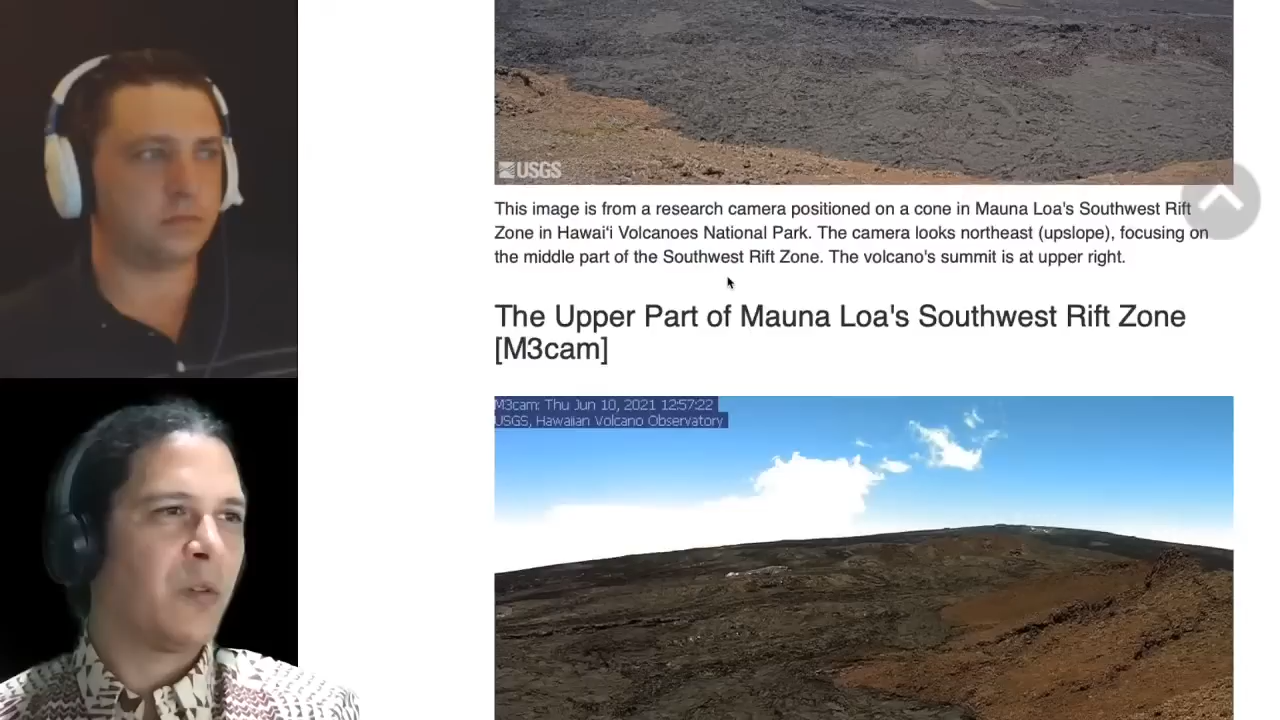 USGS
This image is from a research camera positioned on a cone in Mauna Loa's Southwest Rift
Zone in Hawaiʻi Volcanoes National Park. The camera looks northeast (upslope), focusing on
the middle part of the Southwest Rift Zone. The volcano's summit is at upper right.
The Upper Part of Mauna Loa's Southwest Rift Zone
[M3cam]
M3cam: Thu Jun 10, 2021 12:57:22
USGS, Hawaiian Volcano Observatory